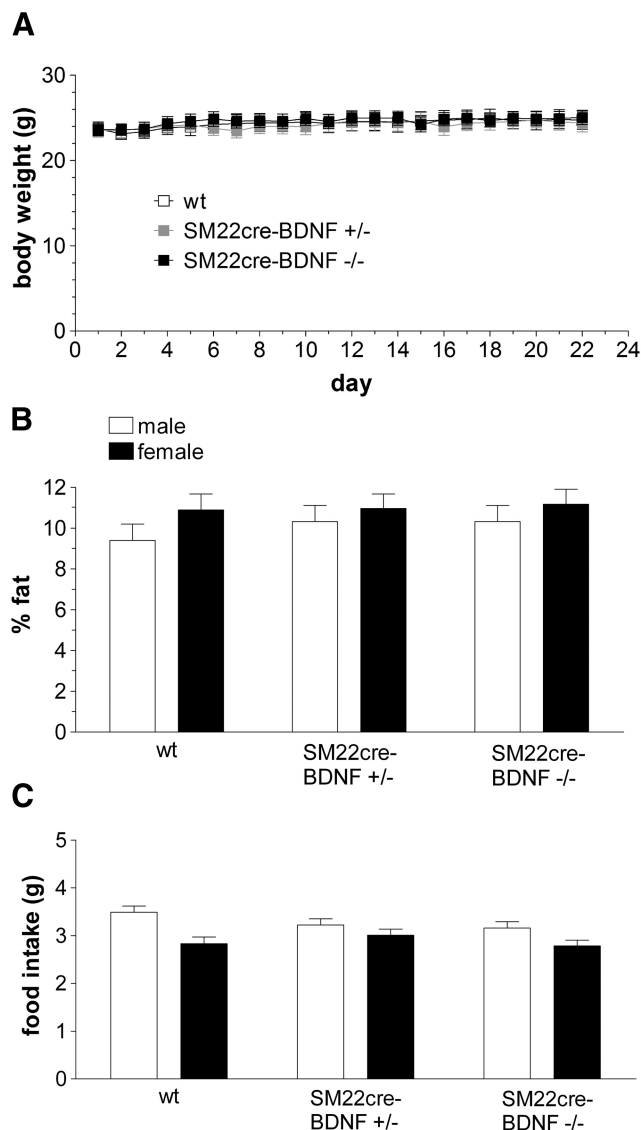 A
body weight (g)
30
20
10
0
wt
SM22cre-BDNF +/-
SM22cre-BDNF -/-
0 2 4 6 8 10 12 14 16 18 20 22 24
day
B
male
female
% fat
12
10
8
6
4
2
0
wt
SM22cre-
BDNF +/-
SM22cre-
BDNF -/-
C
food intake (g)
5
4
3
2
1
0
wt
SM22cre-
BDNF +/-
SM22cre-
BDNF -/-